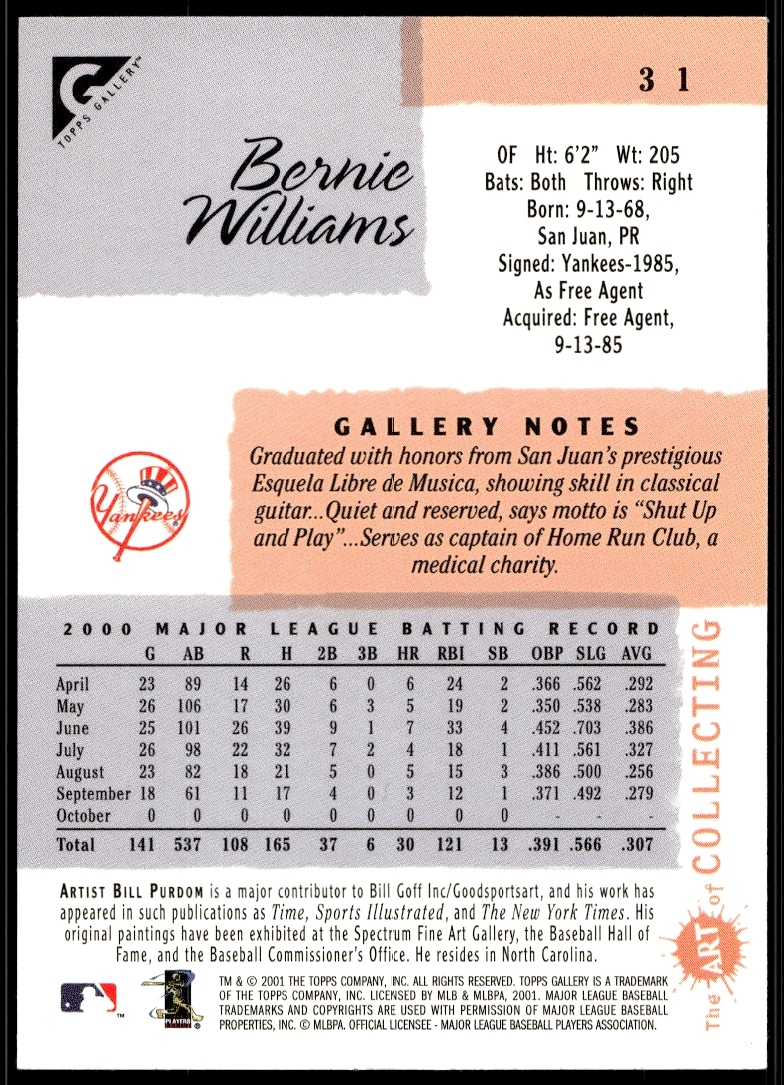 G
TOPPS GALLERY™
3 1
Bernie
Williams
OF Ht: 6'2" Wt: 205
Bats: Both Throws: Right
Born: 9-13-68,
San Juan, PR
Signed: Yankees-1985,
As Free Agent
Acquired: Free Agent,
9-13-85
GALLERY NOTES
Graduated with honors from San Juan's prestigious
Esquela Libre de Musica, showing skill in classical
guitar...Quiet and reserved, says motto is “Shut Up
and Play”...Serves as captain of Home Run Club, a
medical charity.
Yankees®
2000 MAJOR LEAGUE BATTING RECORD
G AB R H 2B 3B HR RBI SB OBP SLG AVG
April 23 89 14 26 6 0 6 24 2 .366 .562 .292
May 26 106 17 30 6 3 5 19 2 .350 .538 .283
June 25 101 26 39 9 1 7 33 4 .452 .703 .386
July 26 98 22 32 7 2 4 18 1 .411 .561 .327
August 23 82 18 21 5 0 5 15 3 .386 .500 .256
September 18 61 11 17 4 0 3 12 1 .371 .492 .279
October 0 0 0 0 0 0 0 0 0 - - -
Total 141 537 108 165 37 6 30 121 13 .391 .566 .307
The ART of COLLECTING
ARTIST BILL PURDOM is a major contributor to Bill Goff Inc/Goodsportsart, and his work has
appeared in such publications as Time, Sports Illustrated, and The New York Times. His
original paintings have been exhibited at the Spectrum Fine Art Gallery, the Baseball Hall of
Fame, and the Baseball Commissioner's Office. He resides in North Carolina.
TM & © 2001 THE TOPPS COMPANY, INC. ALL RIGHTS RESERVED. TOPPS GALLERY IS A TRADEMARK
OF THE TOPPS COMPANY, INC. LICENSED BY MLB & MLBPA, 2001. MAJOR LEAGUE BASEBALL
TRADEMARKS AND COPYRIGHTS ARE USED WITH PERMISSION OF MAJOR LEAGUE BASEBALL
PROPERTIES, INC. © MLBPA. OFFICIAL LICENSEE - MAJOR LEAGUE BASEBALL PLAYERS ASSOCIATION.
™
PLAYERS
®